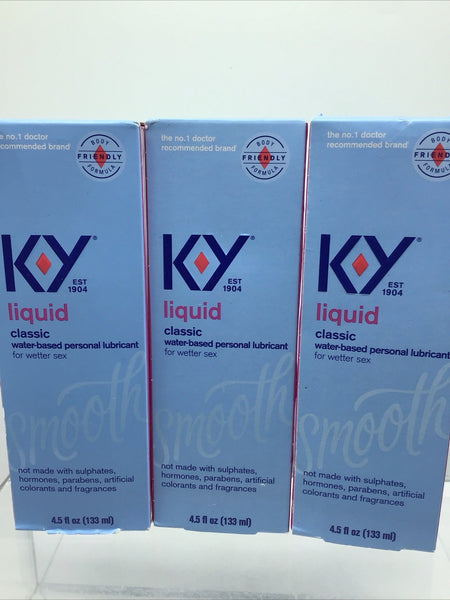 the no.1 doctor
recommended brand
BODY
FRIENDLY
FORMULA
KY®
EST
1904
liquid
classic
water-based personal lubricant
for wetter sex
smooth
not made with sulphates,
hormones, parabens, artificial
colorants and fragrances
4.5 fl oz (133 ml)
the no.1 doctor
recommended brand
BODY
FRIENDLY
FORMULA
KY®
EST
1904
liquid
classic
water-based personal lubricant
for wetter sex
smooth
not made with sulphates,
hormones, parabens, artificial
colorants and fragrances
4.5 fl oz (133 ml)
the no.1 doctor
recommended brand
BODY
FRIENDLY
FORMULA
KY®
EST
1904
liquid
classic
water-based personal lubricant
for wetter sex
smooth
not made with sulphates,
hormones, parabens, artificial
colorants and fragrances
4.5 fl oz (133 ml)